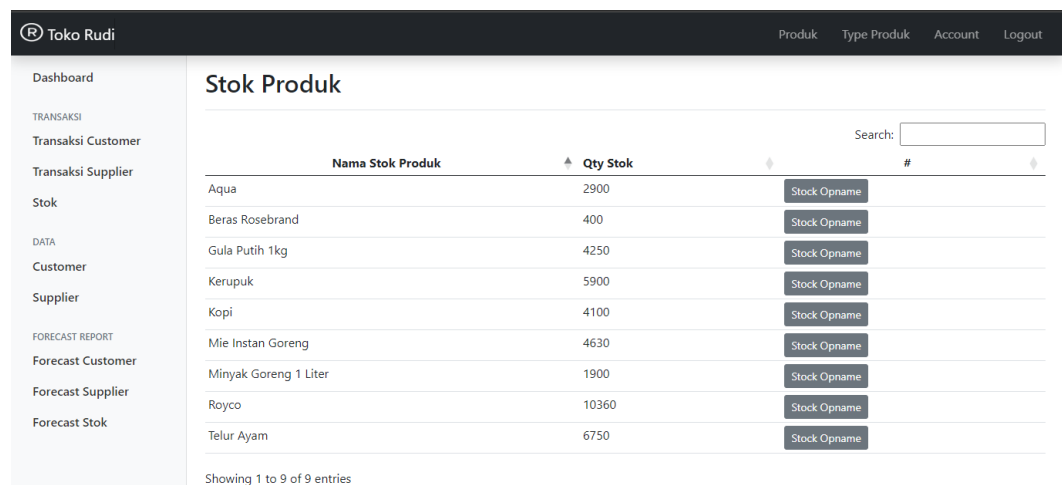 ® Toko Rudi
Produk Type Produk Account Logout
Dashboard
TRANSAKSI
Transaksi Customer
Transaksi Supplier
Stok
DATA
Customer
Supplier
FORECAST REPORT
Forecast Customer
Forecast Supplier
Forecast Stok
Stok Produk
Search:
Nama Stok Produk Qty Stok #
Aqua 2900 Stock Opname
Beras Rosebrand 400 Stock Opname
Gula Putih 1kg 4250 Stock Opname
Kerupuk 5900 Stock Opname
Kopi 4100 Stock Opname
Mie Instan Goreng 4630 Stock Opname
Minyak Goreng 1 Liter 1900 Stock Opname
Royco 10360 Stock Opname
Telur Ayam 6750 Stock Opname
Showing 1 to 9 of 9 entries